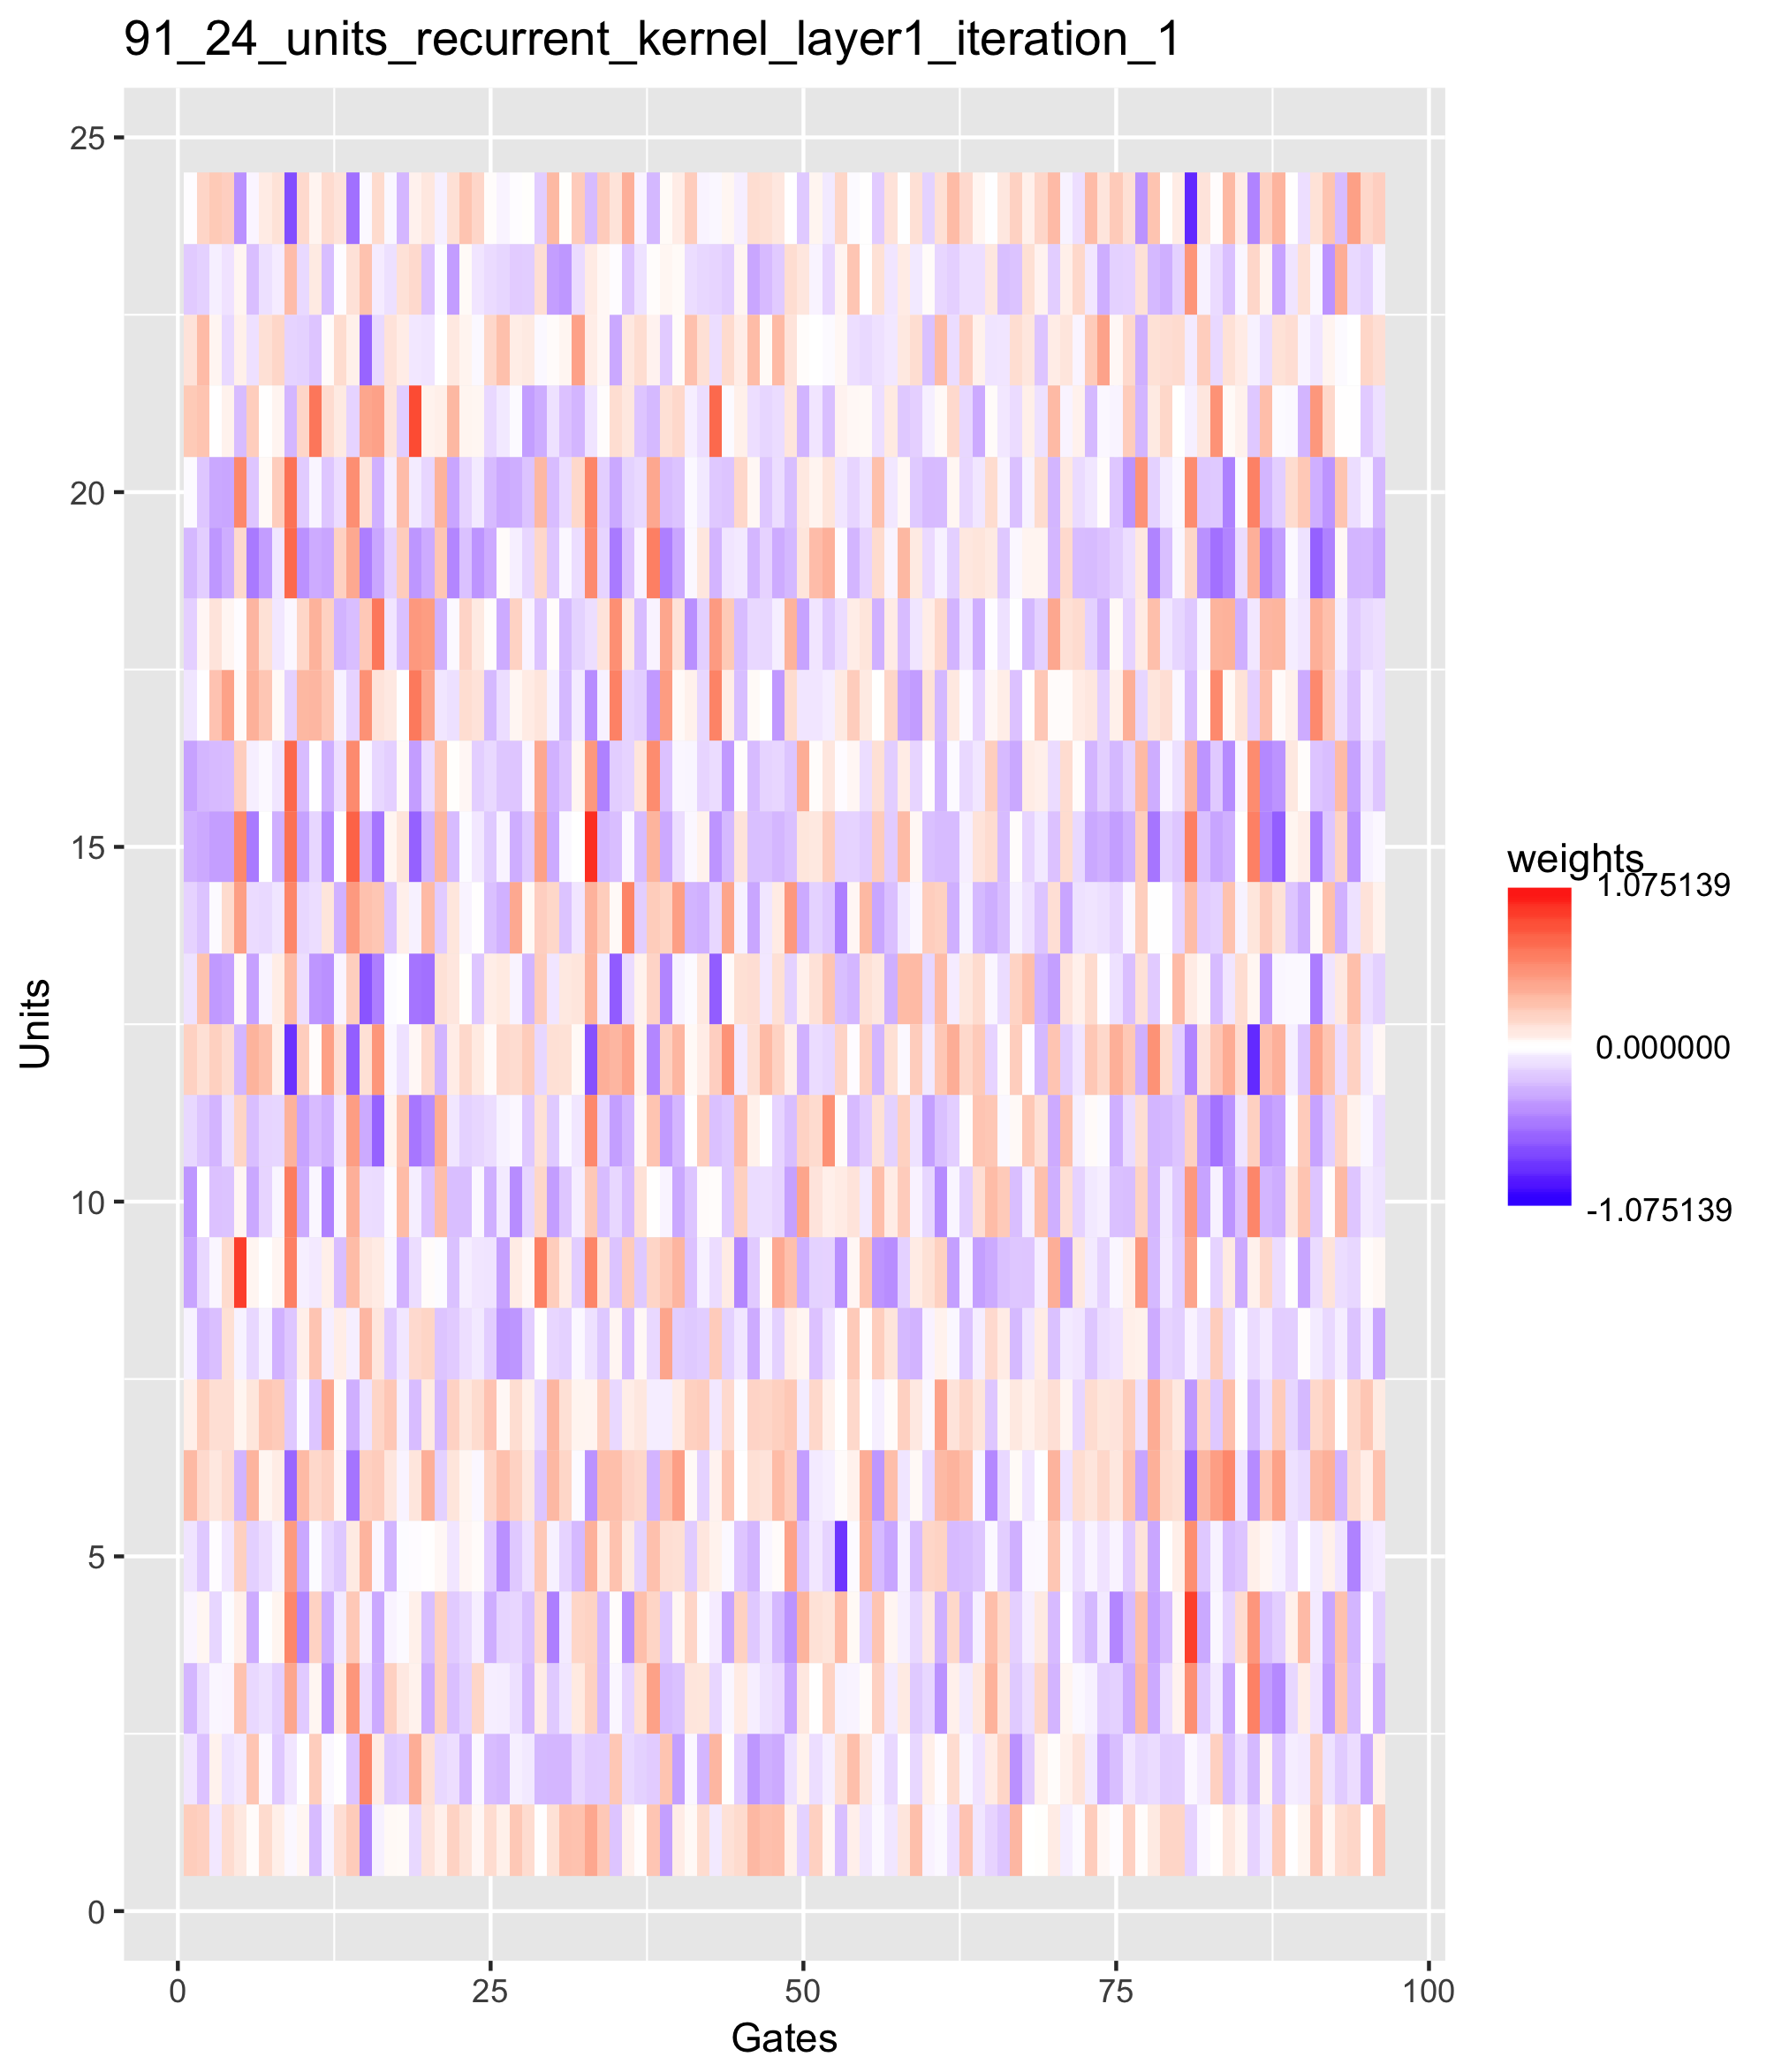 91_24_units_recurrent_kernel_layer1_iteration_1
25
20
15
10
5
0
Units
0 25 50 75 100
Gates
weights
1.075139
0.000000
-1.075139